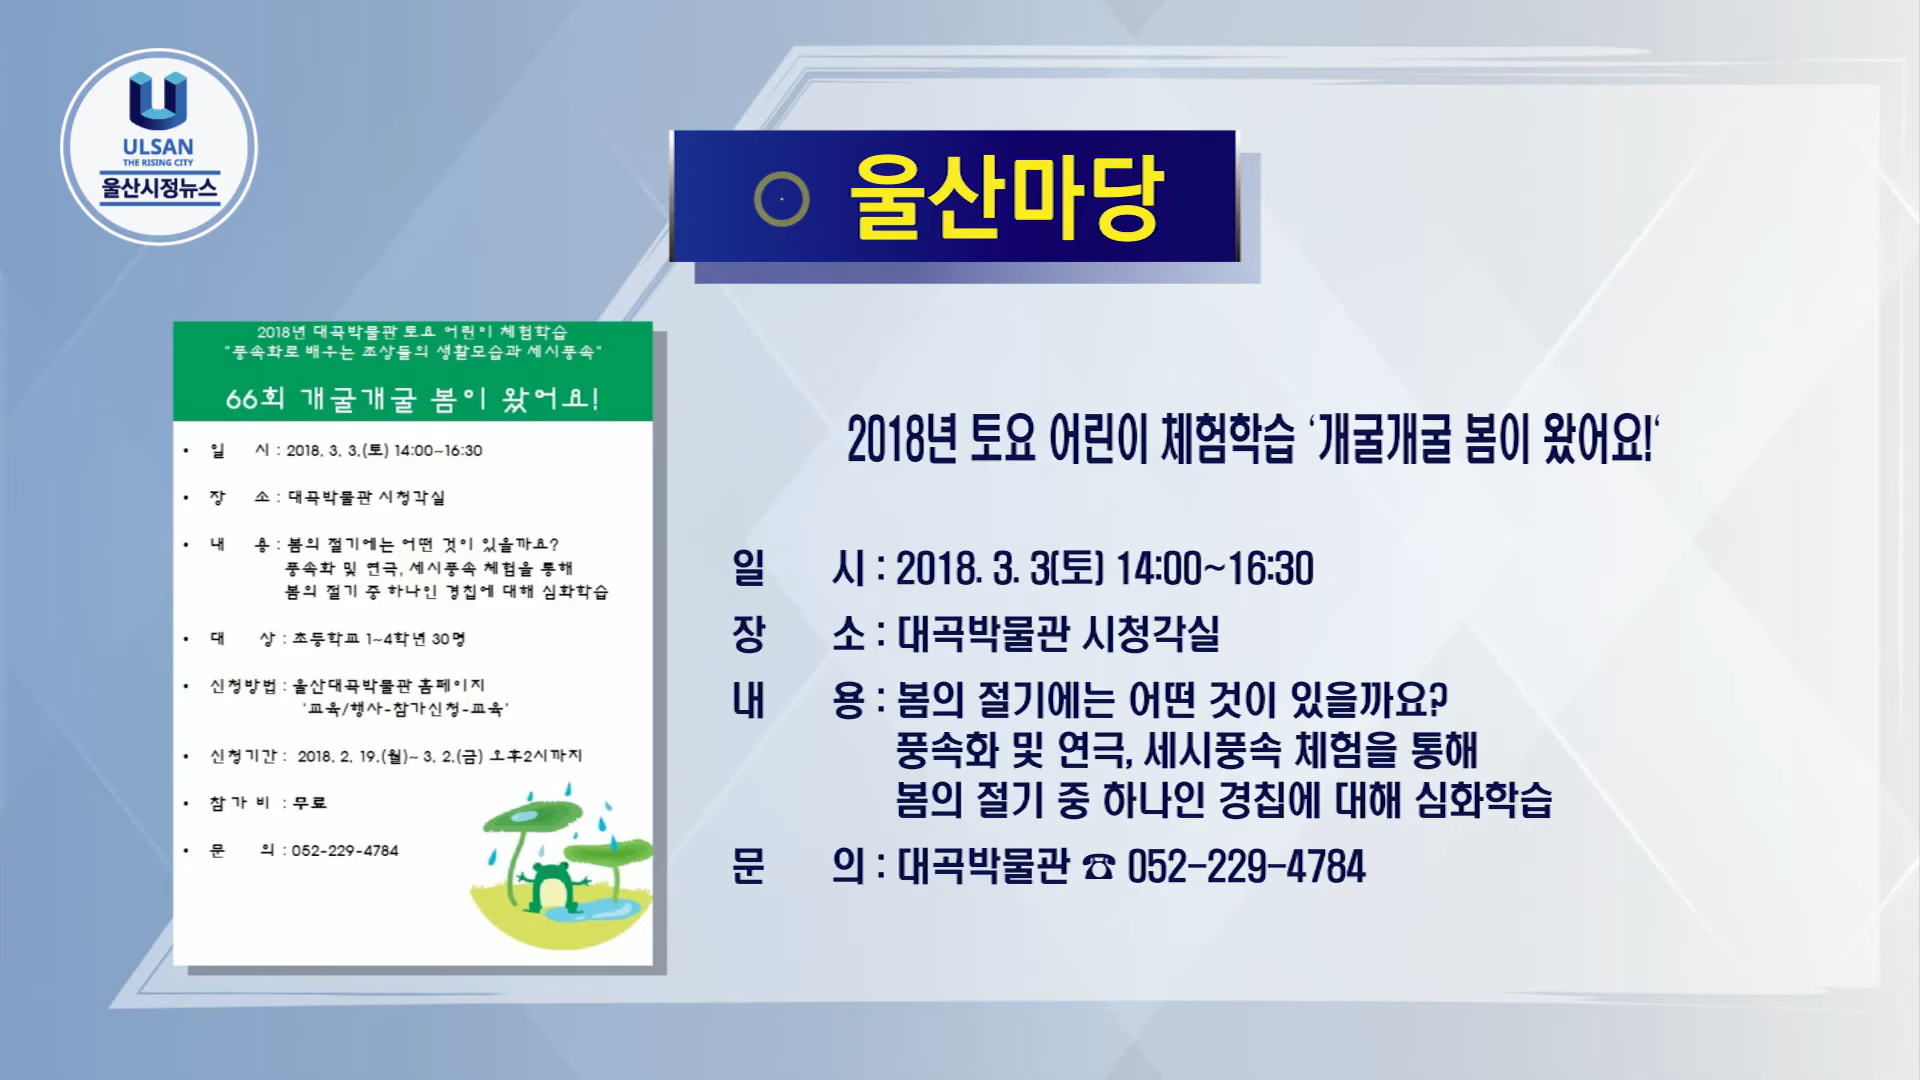 ULSAN
THE RISING CITY
울산시정뉴스
울산마당
2018년 대곡박물관 토요 어린이 체험학습
"풍속화로 배우는 조상들의 생활모습과 세시풍속"
66회 개굴개굴 봄이 왔어요!
• 일 시 : 2018. 3. 3.(토) 14:00~16:30
• 장 소 : 대곡박물관 시청각실
• 내 용 : 봄의 절기에는 어떤 것이 있을까요?
풍속화 및 연극, 세시풍속 체험을 통해
봄의 절기 중 하나인 경칩에 대해 심화학습
• 대 상 : 초등학교 1~4학년 30명
• 신청방법 : 울산대곡박물관 홈페이지
'교육/행사-참가신청-교육'
• 신청기간 : 2018. 2. 19.(월)~ 3. 2.(금) 오후2시까지
• 참 가 비 : 무료
• 문 의 : 052-229-4784
2018년 토요 어린이 체험학습 ‘개굴개굴 봄이 왔어요!‘
일 시 : 2018. 3. 3(토) 14:00~16:30
장 소 : 대곡박물관 시청각실
내 용 : 봄의 절기에는 어떤 것이 있을까요?
풍속화 및 연극, 세시풍속 체험을 통해
봄의 절기 중 하나인 경칩에 대해 심화학습
문 의 : 대곡박물관 ☎ 052-229-4784